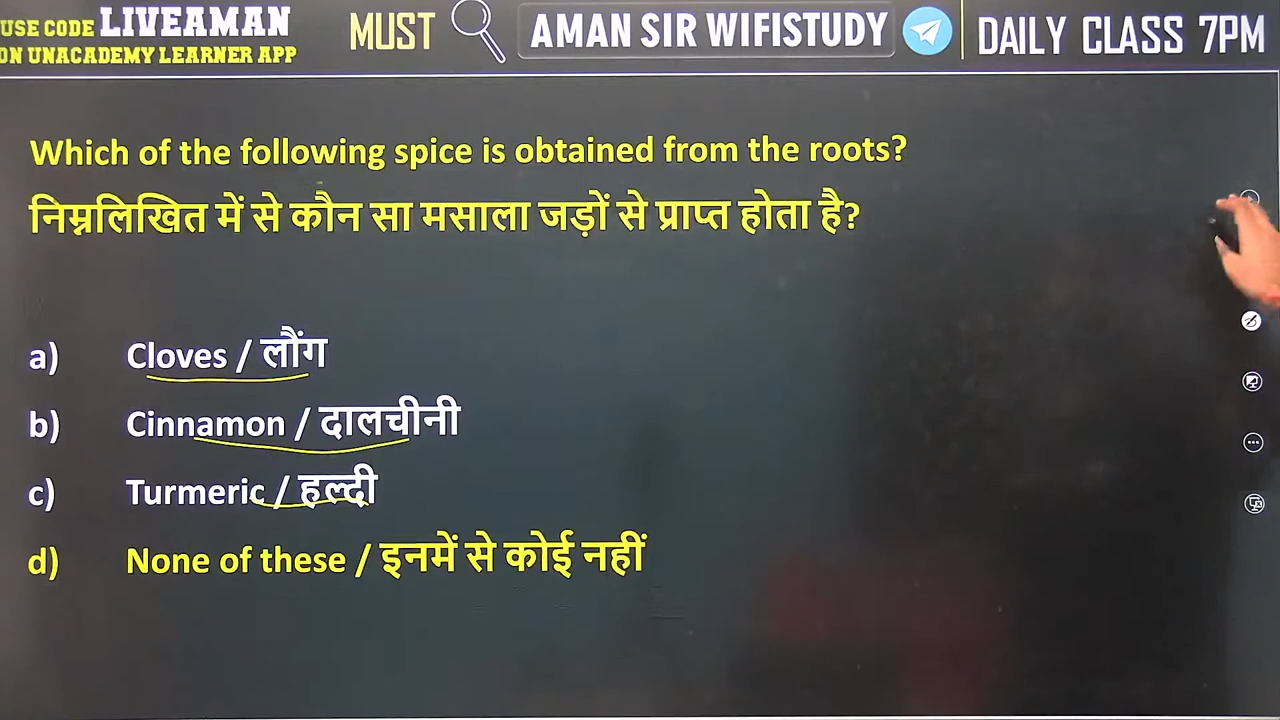 USE CODE LIVEAMAN
ON UNACADEMY LEARNER APP
MUST
AMAN SIR WIFISTUDY
DAILY CLASS 7PM
Which of the following spice is obtained from the roots?
निम्नलिखित में से कौन सा मसाला जड़ों से प्राप्त होता है?
a) Cloves / लौंग
b) Cinnamon / दालचीनी
c) Turmeric / हल्दी
d) None of these / इनमें से कोई नहीं